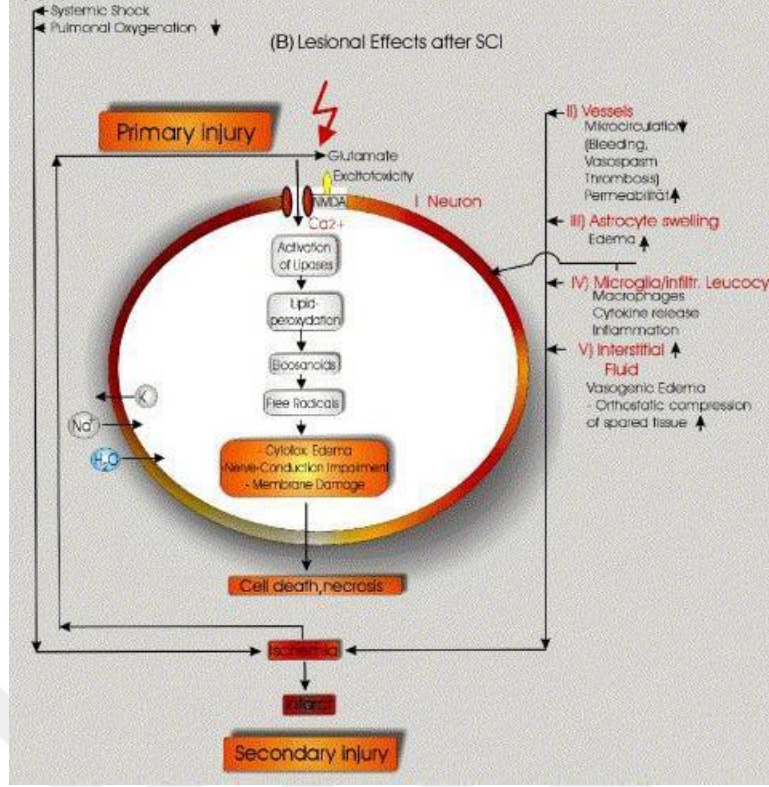 Systemic Shock
Pulmonal Oxygenation
(B) Lesional Effects after SCI
Primary injury
Glutamate
Excitotoxicity
NMDA
I Neuron
Ca2+
Activation
of Lipases
Lipid-
peroxydation
Eicosanoids
Free Radicals
- Cytotox. Edema
-Nerve-Conduction Impairment
- Membrane Damage
K
Na+
H2O
Cell death,necrosis
Ischemia
Infarct
Secondary injury
II) Vessels
Mikrocirculation
(Bleeding,
Vasospasm
Thrombosis)
Permeabilität
III) Astrocyte swelling
Edema
IV) Microglia/infiltr. Leucocy
Macrophages
Cytokine release
Inflammation
V) Interstitial
Fluid
Vasogenic Edema
- Orthostatic compression
of spared tissue